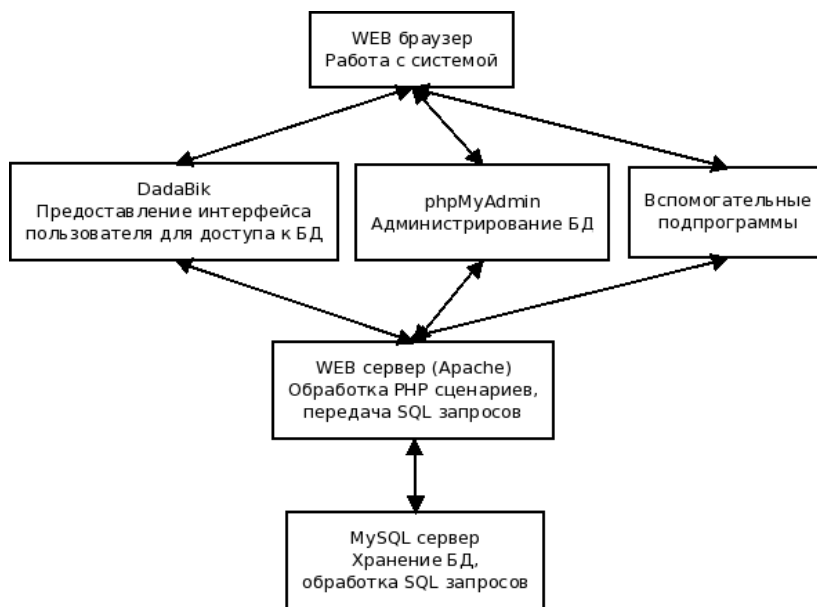 WEB браузер
Работа с системой
DadaBik
Предоставление интерфейса
пользователя для доступа к БД
phpMyAdmin
Администрирование БД
Вспомогательные
подпрограммы
WEB сервер (Apache)
Обработка PHP сценариев,
передача SQL запросов
MySQL сервер
Хранение БД,
обработка SQL запросов